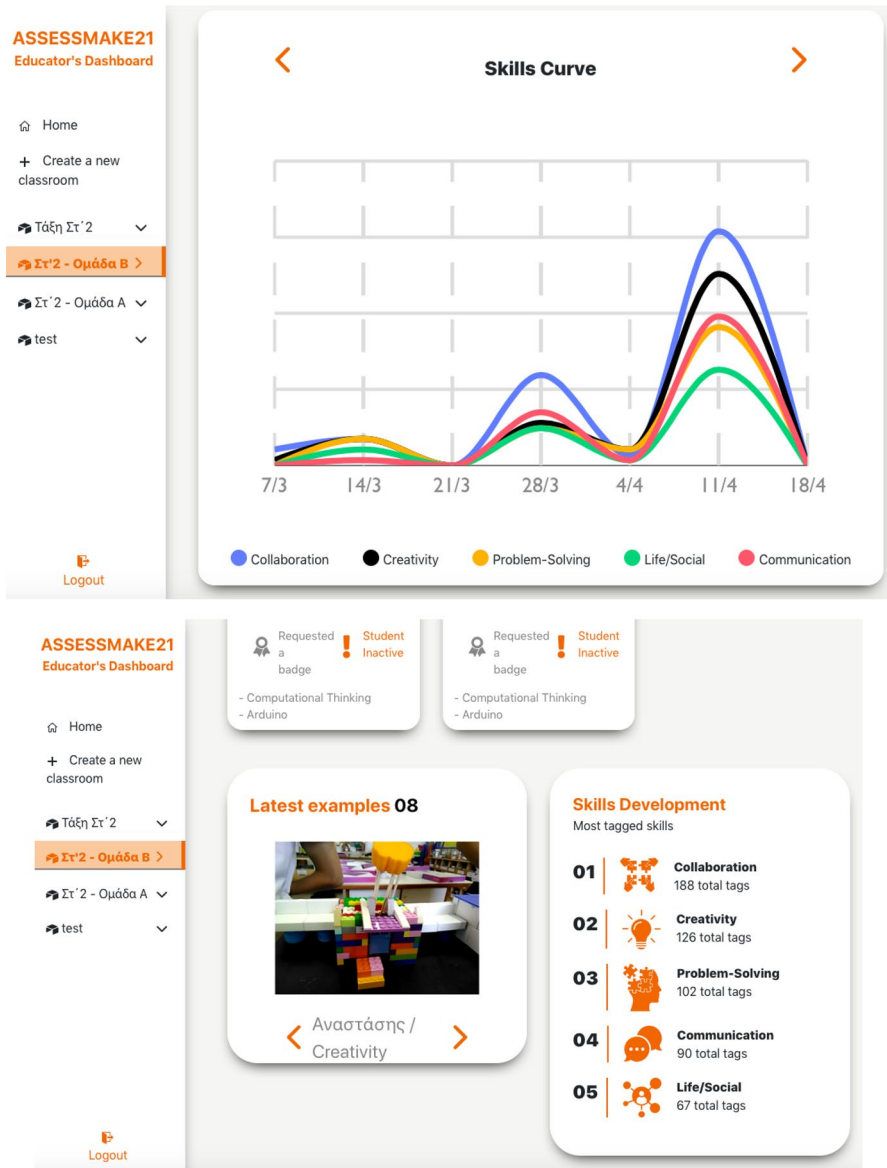 ASSESSMAKE21
Educator's Dashboard
Home
+ Create a new
classroom
Τάξη Στ΄2
Στ'2 - Ομάδα Β
Στ΄2 - Ομάδα Α
test
Logout
Skills Curve
7/3 14/3 21/3 28/3 4/4 11/4 18/4
Collaboration Creativity Problem-Solving Life/Social Communication
ASSESSMAKE21
Educator's Dashboard
Home
+ Create a new
classroom
Τάξη Στ΄2
Στ'2 - Ομάδα Β
Στ΄2 - Ομάδα Α
test
Logout
Requested
a
badge
Student
Inactive
- Computational Thinking
- Arduino
Requested
a
badge
Student
Inactive
- Computational Thinking
- Arduino
Latest examples 08
Αναστάσης /
Creativity
Skills Development
Most tagged skills
01
Collaboration
188 total tags
02
Creativity
126 total tags
03
Problem-Solving
102 total tags
04
Communication
90 total tags
05
Life/Social
67 total tags